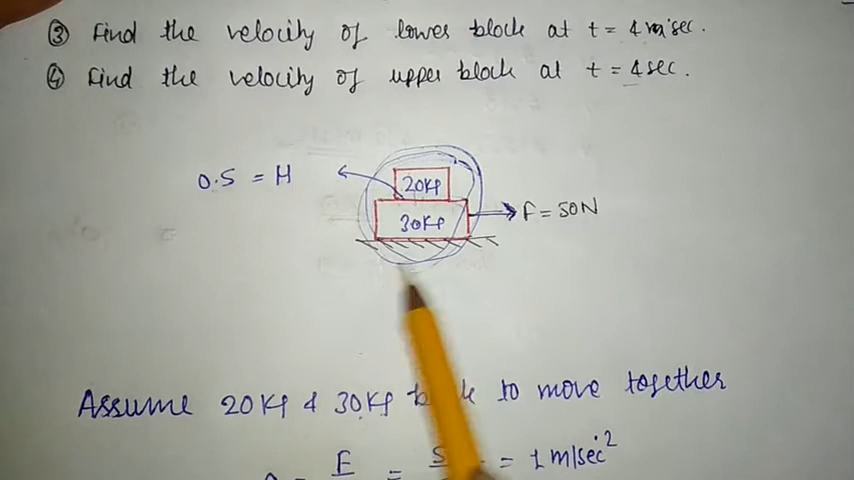 ③ Find the velocity of lower block at t = 4 m sec.
④ Find the velocity of upper block at t = 4 sec.
0.5 = H
20Kg
30Kg
F = 50N
Assume 20Kg & 30Kg to move together
F = = 1 m/sec²